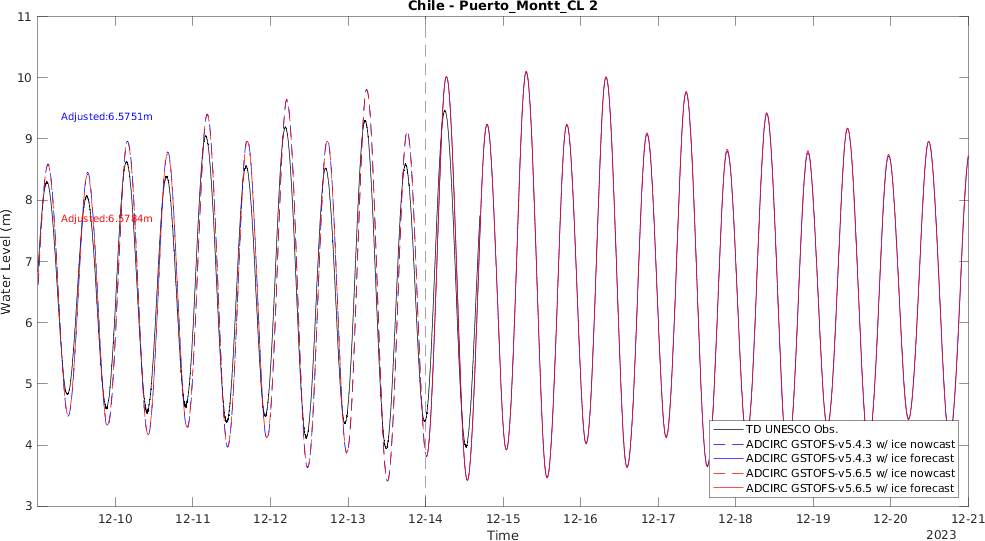 Chile - Puerto_Montt_CL 2
Water Level (m)
11
10
9
8
7
6
5
4
3
Adjusted:6.5751m
Adjusted:6.5784m
TD UNESCO Obs.
ADCIRC GSTOFS-v5.4.3 w/ ice nowcast
ADCIRC GSTOFS-v5.4.3 w/ ice forecast
ADCIRC GSTOFS-v5.6.5 w/ ice nowcast
ADCIRC GSTOFS-v5.6.5 w/ ice forecast
12-10 12-11 12-12 12-13 12-14 12-15 12-16 12-17 12-18 12-19 12-20 12-21
Time
2023